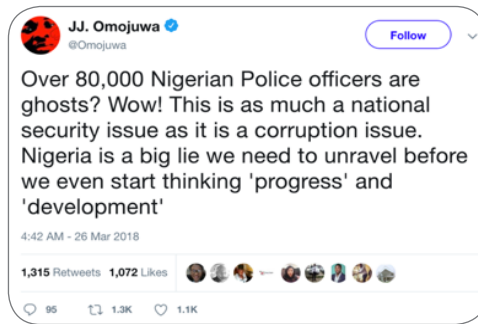 JJ. Omojuwa
@Omojuwa
Follow
Over 80,000 Nigerian Police officers are
ghosts? Wow! This is as much a national
security issue as it is a corruption issue.
Nigeria is a big lie we need to unravel before
we even start thinking 'progress' and
'development'
4:42 AM - 26 Mar 2018
1,315 Retweets 1,072 Likes
95 1.3K 1.1K